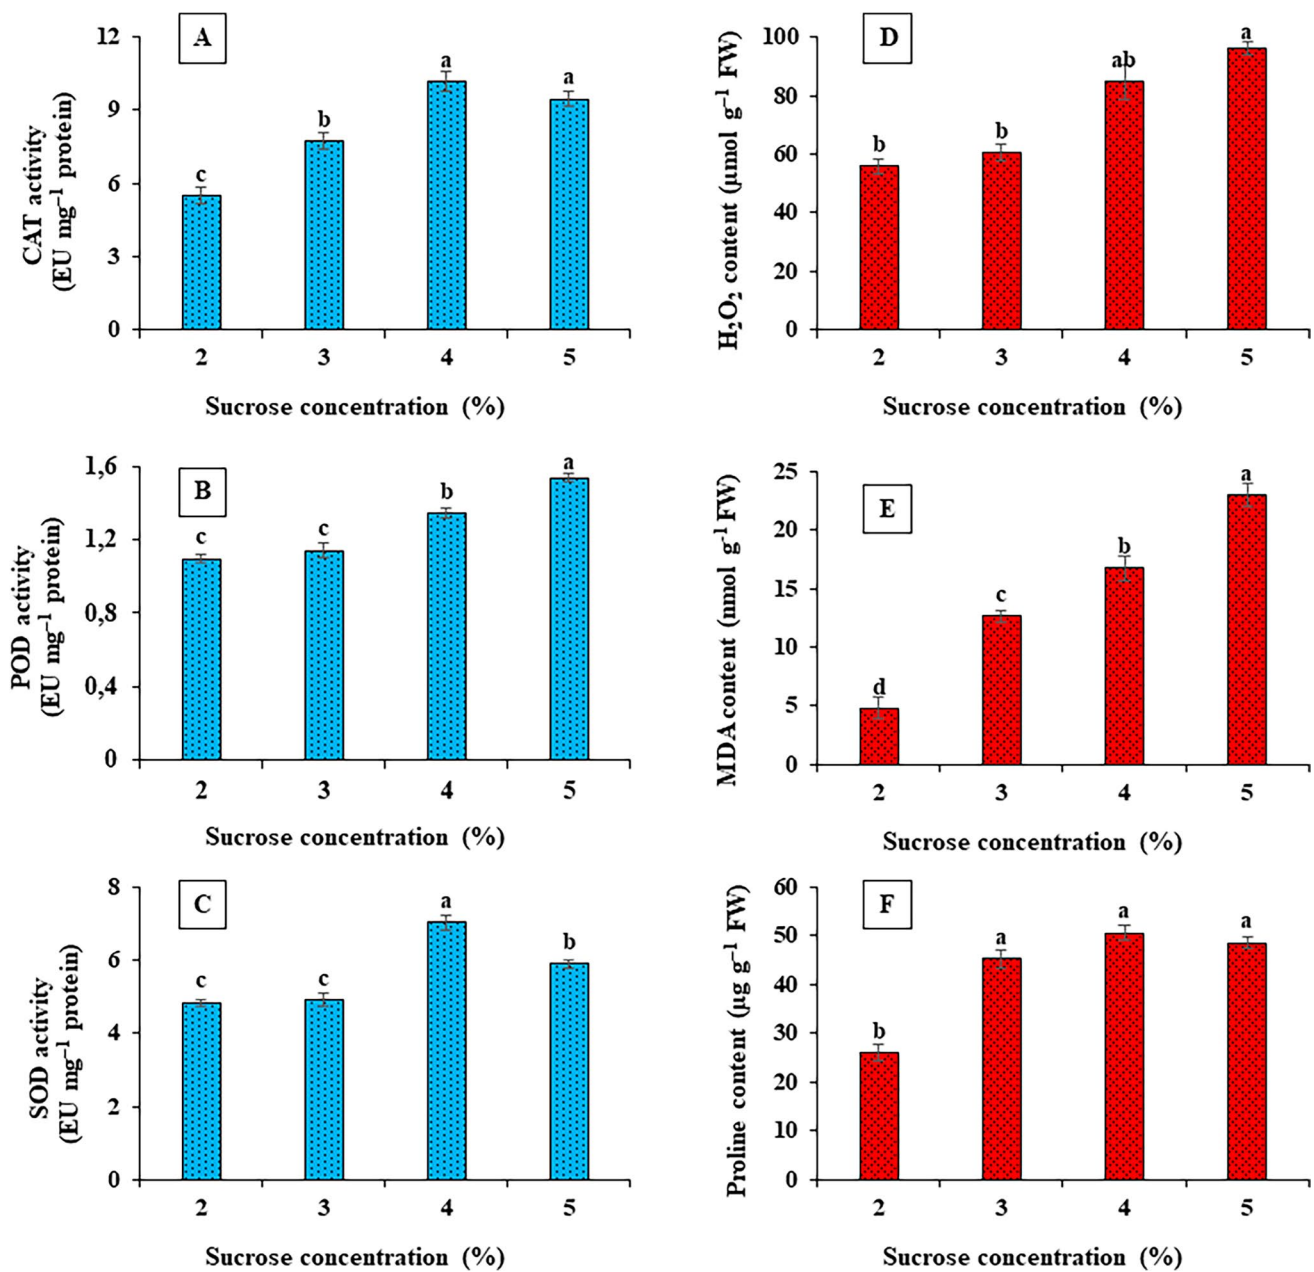 A
CAT activity
(EU mg⁻¹ protein)
12
9
6
3
0
c
b
a
a
2 3 4 5
Sucrose concentration (%)
D
H₂O₂ content (µmol g⁻¹ FW)
100
80
60
40
20
0
b
b
ab
a
2 3 4 5
Sucrose concentration (%)
B
POD activity
(EU mg⁻¹ protein)
1,6
1,2
0,8
0,4
0
c
c
b
a
2 3 4 5
Sucrose concentration (%)
E
MDA content (nmol g⁻¹ FW)
25
20
15
10
5
0
d
c
b
a
2 3 4 5
Sucrose concentration (%)
C
SOD activity
(EU mg⁻¹ protein)
8
6
4
2
0
c
c
a
b
2 3 4 5
Sucrose concentration (%)
F
Proline content (µg g⁻¹ FW)
60
50
40
30
20
10
0
b
a
a
a
2 3 4 5
Sucrose concentration (%)